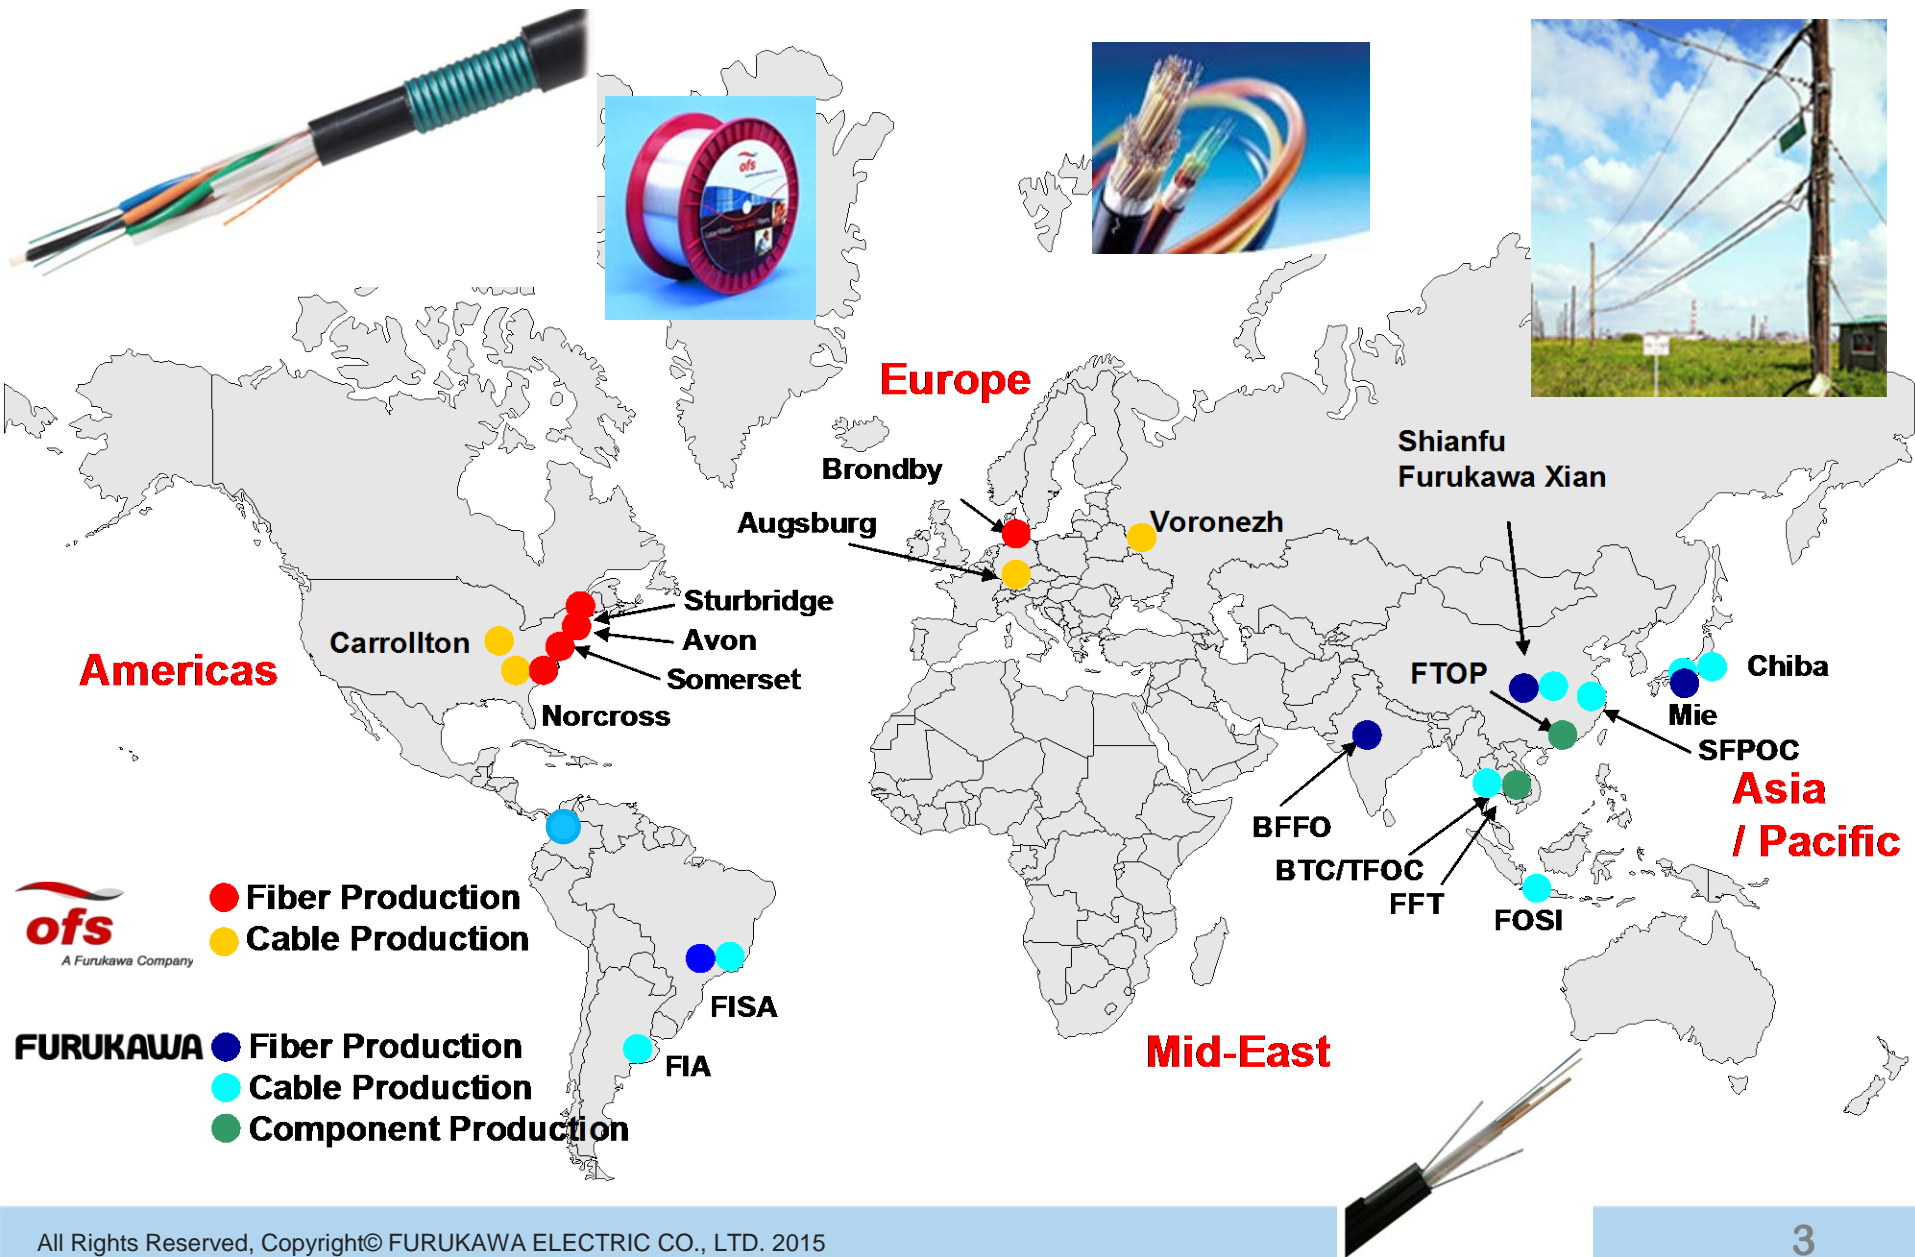 ofs
Europe
Shianfu
Furukawa Xian
Brondby
Augsburg
Voronezh
Sturbridge
Carrollton
Avon
Americas
Somerset
Norcross
FTOP
Chiba
Mie
SFPOC
Asia
/ Pacific
BFFO
BTC/TFOC
FFT
FOSI
ofs
A Furukawa Company
Fiber Production
Cable Production
FISA
FIA
Mid-East
FURUKAWA
Fiber Production
Cable Production
Component Production
All Rights Reserved, Copyright© FURUKAWA ELECTRIC CO., LTD. 2015
3